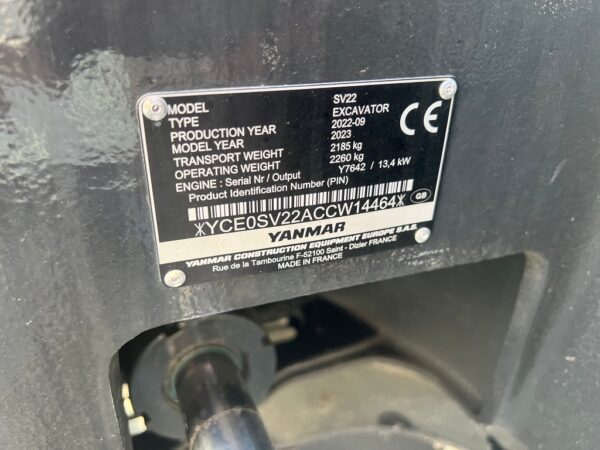 MODEL SV22
TYPE EXCAVATOR
PRODUCTION YEAR 2022-09
MODEL YEAR 2023
TRANSPORT WEIGHT 2185 kg
OPERATING WEIGHT 2260 kg
ENGINE : Serial Nr / Output Y7642 / 13,4 kW
Product Identification Number (PIN)
CE
*YCE0SV22ACCW14464*
GB
YANMAR
YANMAR CONSTRUCTION EQUIPMENT EUROPE S.A.S.
Rue de la Tambourine F-52100 Saint - Dizier FRANCE
MADE IN FRANCE